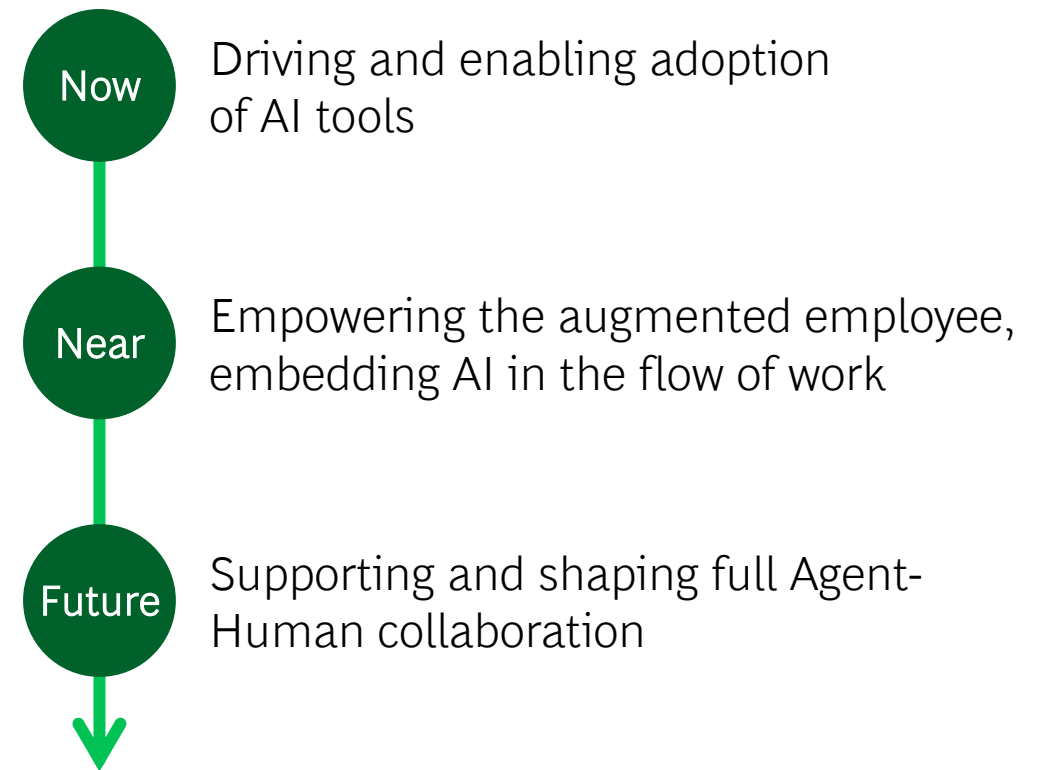 Now
Driving and enabling adoption
of AI tools
Near
Empowering the augmented employee,
embedding AI in the flow of work
Future
Supporting and shaping full Agent-
Human collaboration